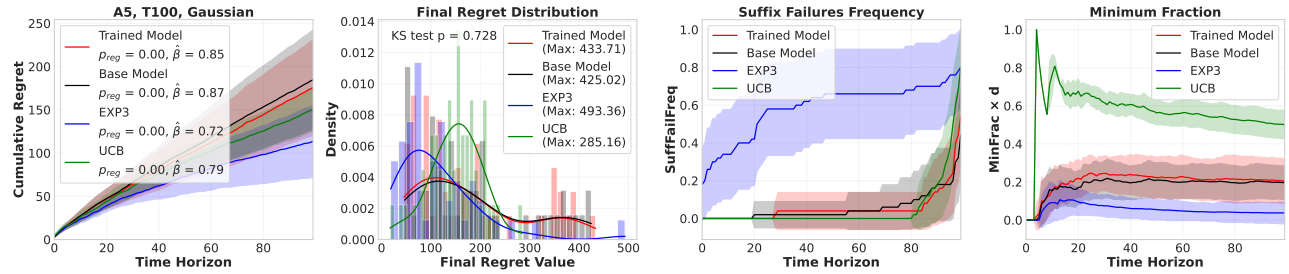 A5, T100, Gaussian
Cumulative Regret
250
200
150
100
50
0
0 20 40 60 80
Time Horizon
Trained Model
p_reg = 0.00, β̂ = 0.85
Base Model
p_reg = 0.00, β̂ = 0.87
EXP3
p_reg = 0.00, β̂ = 0.72
UCB
p_reg = 0.00, β̂ = 0.79
Final Regret Distribution
Density
0.014
0.012
0.010
0.008
0.006
0.004
0.002
0.000
0 100 200 300 400 500
Final Regret Value
KS test p = 0.728
Trained Model
(Max: 433.71)
Base Model
(Max: 425.02)
EXP3
(Max: 493.36)
UCB
(Max: 285.16)
Suffix Failures Frequency
SuffFailFreq
1.0
0.8
0.6
0.4
0.2
0.0
0 20 40 60 80
Time Horizon
Trained Model
Base Model
EXP3
UCB
Minimum Fraction
MinFrac × d
1.0
0.8
0.6
0.4
0.2
0.0
0 20 40 60 80
Time Horizon
Trained Model
Base Model
EXP3
UCB